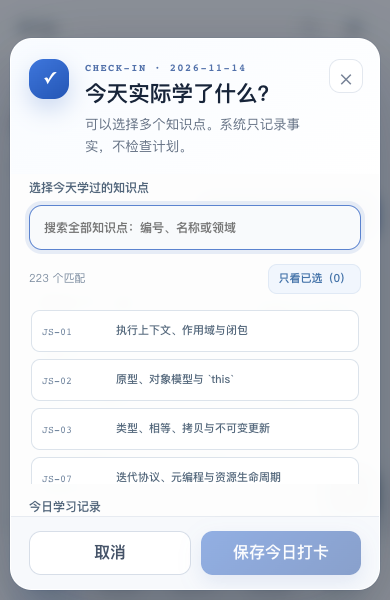 CHECK-IN · 2026-11-14
今天实际学了什么?
可以选择多个知识点。系统只记录事
实，不检查计划。
选择今天学过的知识点
搜索全部知识点：编号、名称或领域
223 个匹配
只看已选（0）
JS-01 执行上下文、作用域与闭包
JS-02 原型、对象模型与 `this`
JS-03 类型、相等、拷贝与不可变更新
JS-07 迭代协议、元编程与资源生命周期
今日学习记录
取消
保存今日打卡